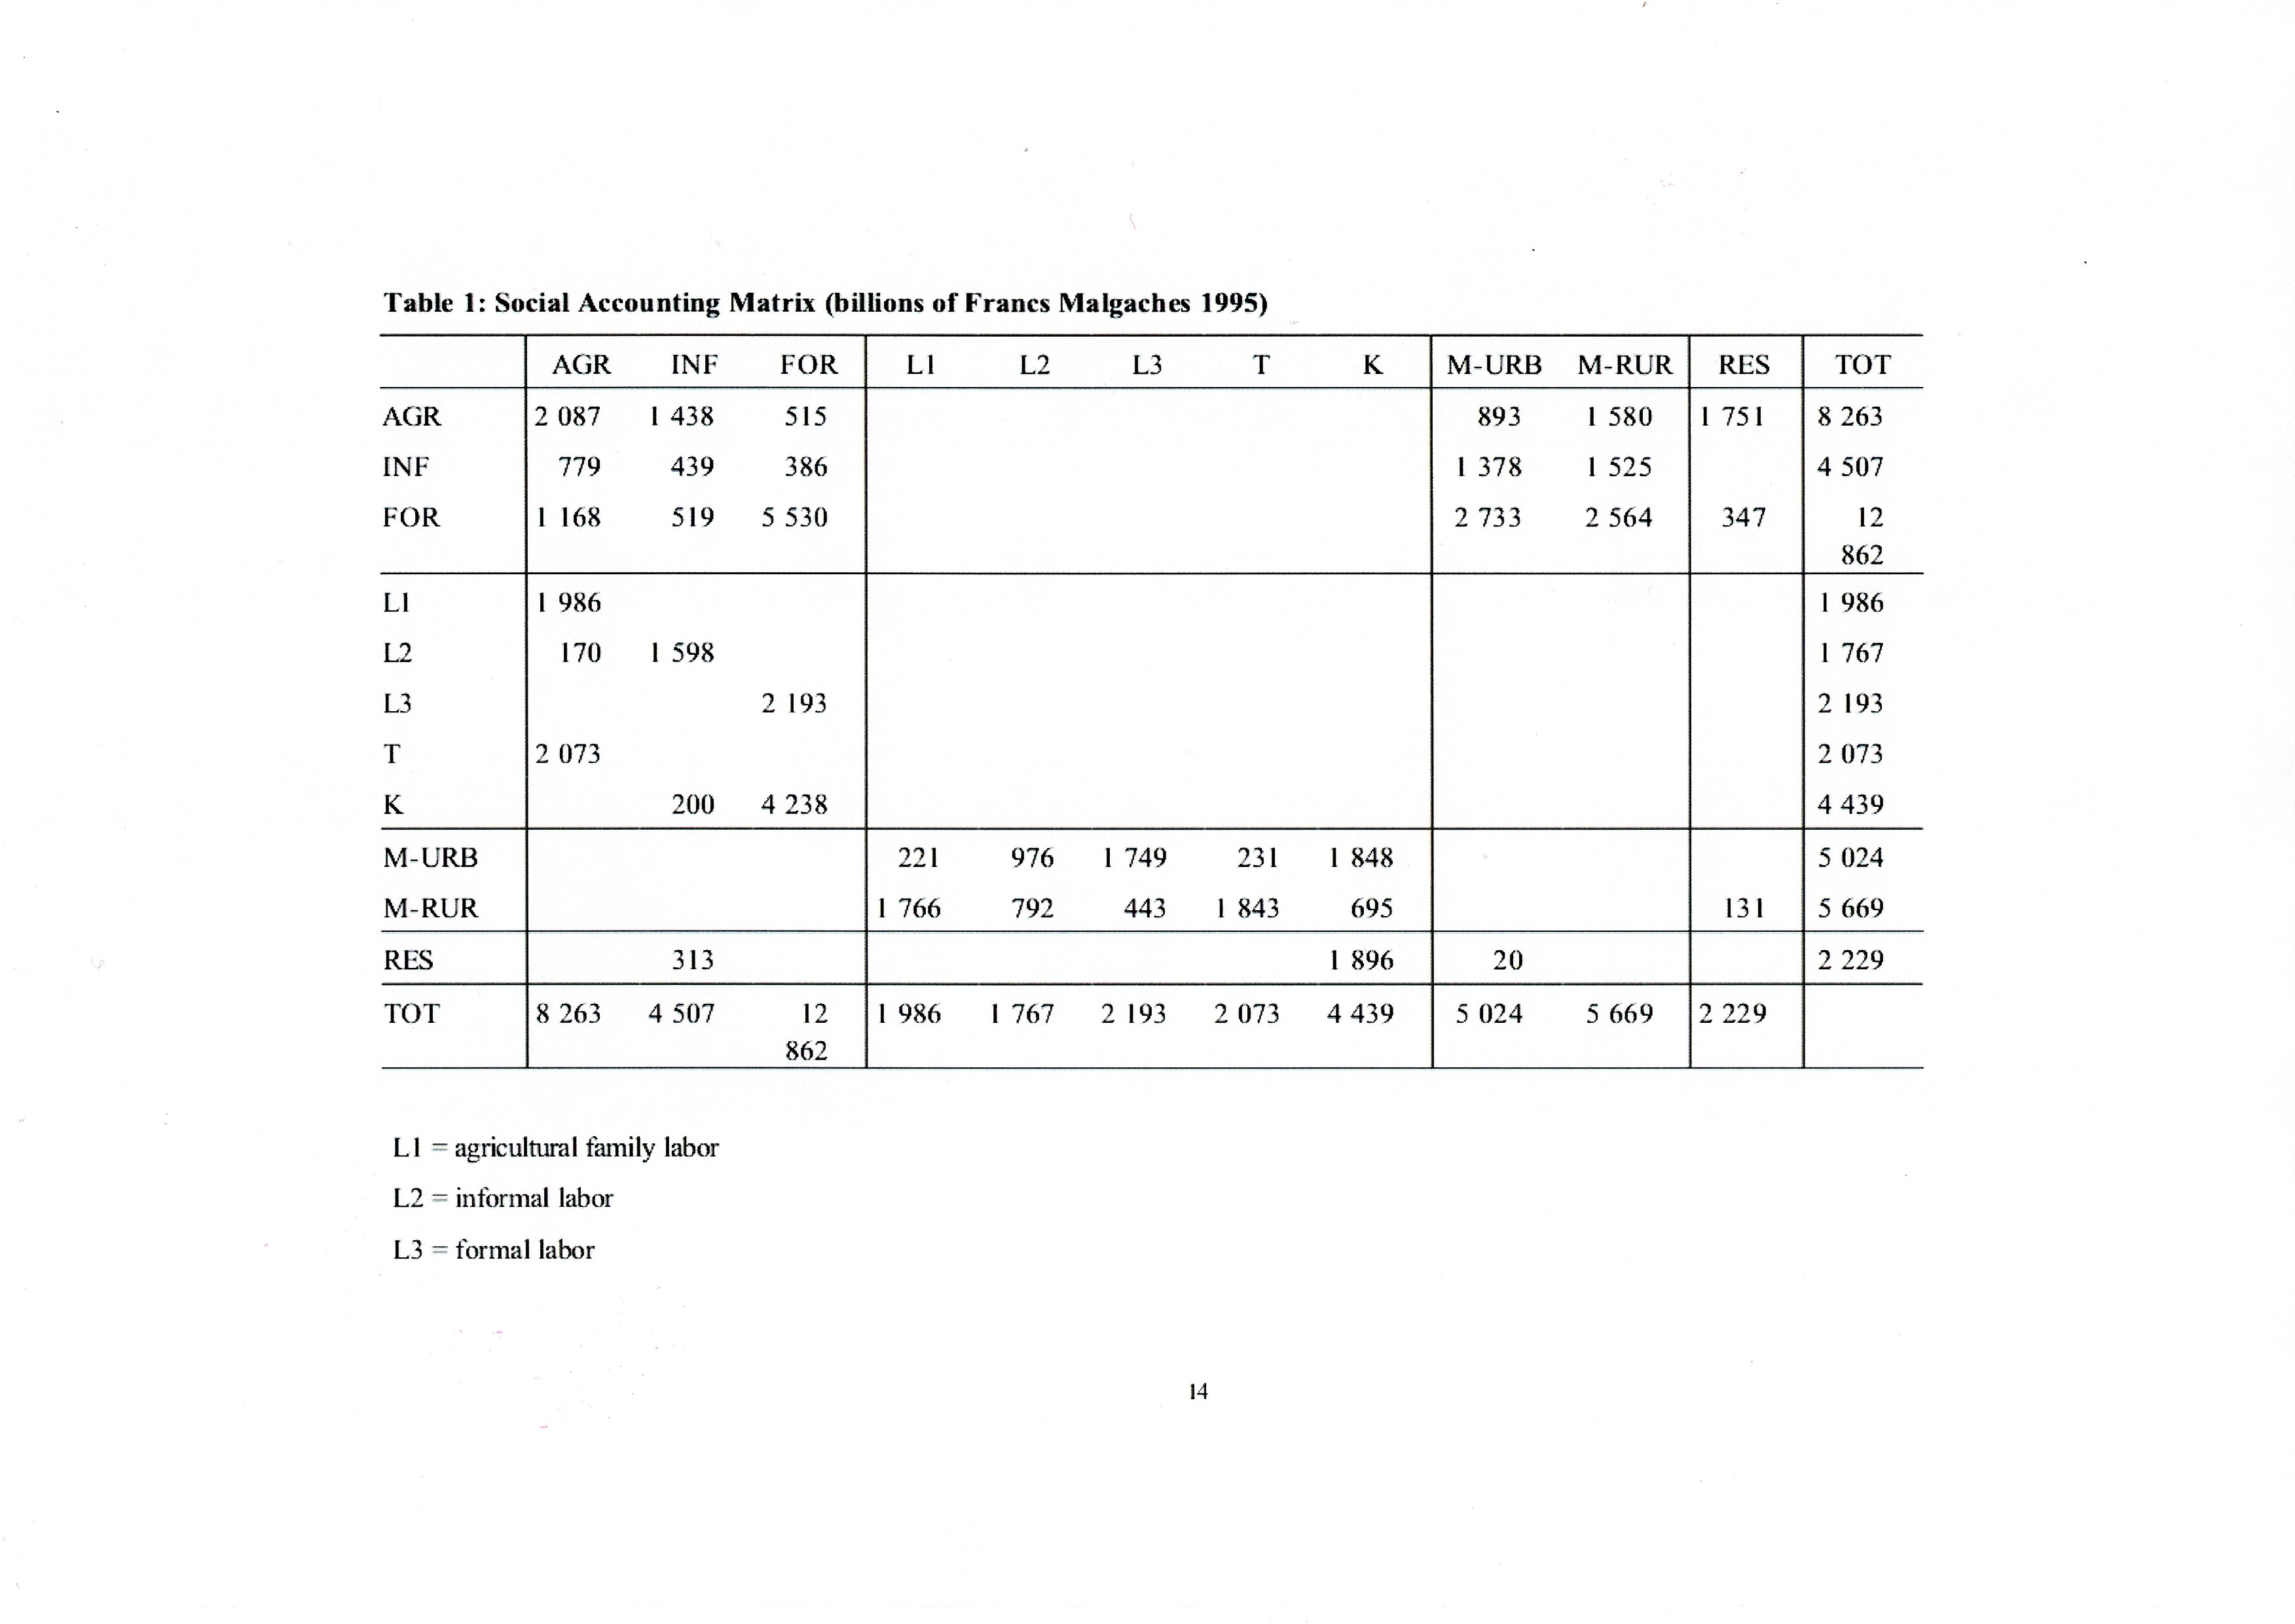 Table 1: Social Accounting Matrix (billions of Francs Malgaches 1995)
AGR INF FOR L1 L2 L3 T K M-URB M-RUR RES TOT
AGR 2 087 1 438 515 893 1 580 1 751 8 263
INF 779 439 386 1 378 1 525 4 507
FOR 1 168 519 5 530 2 733 2 564 347 12
862
L1 1 986 1 986
L2 170 1 598 1 767
L3 2 193 2 193
T 2 073 2 073
K 200 4 238 4 439
M-URB 221 976 1 749 231 1 848 5 024
M-RUR 1 766 792 443 1 843 695 131 5 669
RES 313 1 896 20 2 229
TOT 8 263 4 507 12 1 986 1 767 2 193 2 073 4 439 5 024 5 669 2 229
862
L1 = agricultural family labor
L2 = informal labor
L3 = formal labor
14